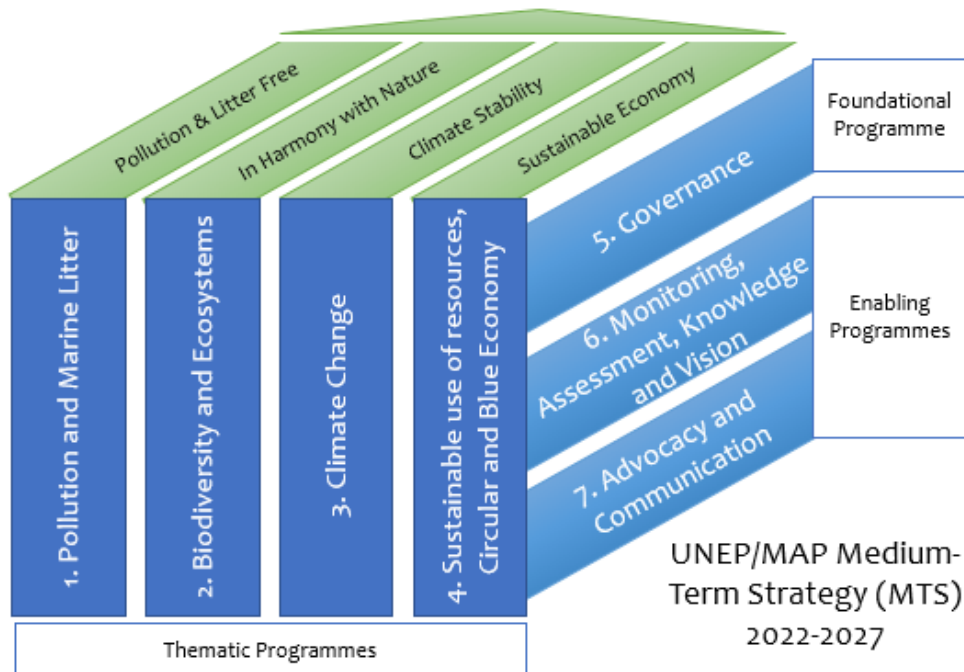 Pollution & Litter Free
In Harmony with Nature
Climate Stability
Sustainable Economy
1. Pollution and Marine Litter
2. Biodiversity and Ecosystems
3. Climate Change
4. Sustainable use of resources,
Circular and Blue Economy
5. Governance
6. Monitoring,
Assessment, Knowledge
and Vision
7. Advocacy and
Communication
Foundational
Programme
Enabling
Programmes
Thematic Programmes
UNEP/MAP Medium-
Term Strategy (MTS)
2022-2027